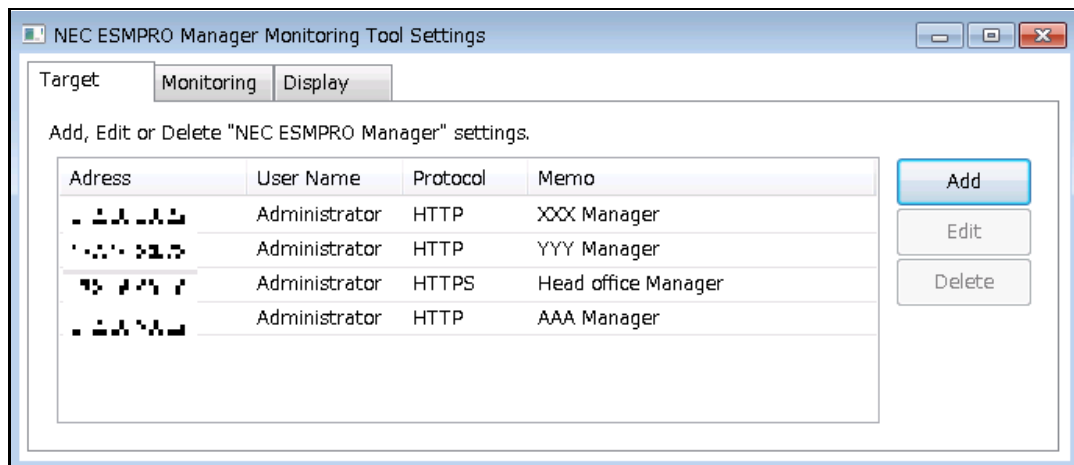 NEC ESMPRO Manager Monitoring Tool Settings
Target Monitoring Display
Add, Edit or Delete "NEC ESMPRO Manager" settings.
Adress User Name Protocol Memo
Add
Administrator HTTP XXX Manager
Edit
Administrator HTTP YYY Manager
Administrator HTTPS Head office Manager
Delete
Administrator HTTP AAA Manager